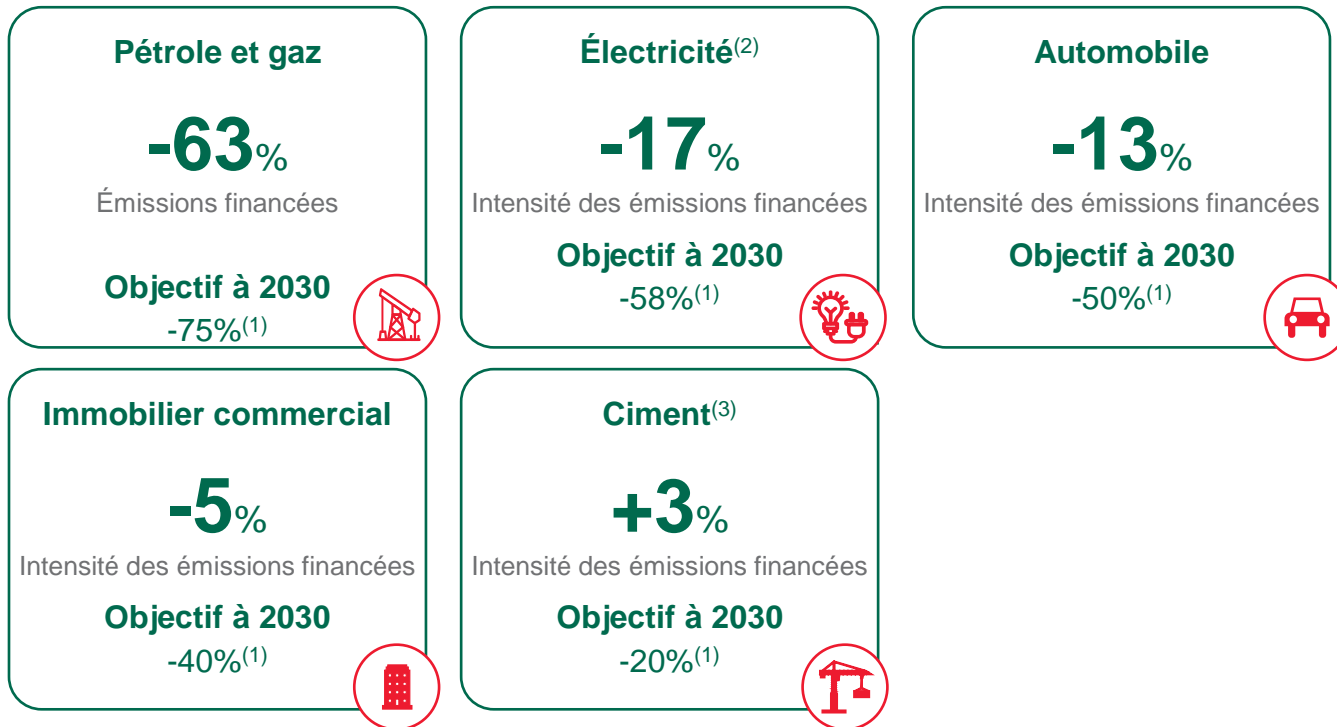 Pétrole et gaz
-63%
Émissions financées
Objectif à 2030
-75%(1)
Électricité(2)
-17%
Intensité des émissions financées
Objectif à 2030
-58%(1)
Automobile
-13%
Intensité des émissions financées
Objectif à 2030
-50%(1)
Immobilier commercial
-5%
Intensité des émissions financées
Objectif à 2030
-40%(1)
Ciment(3)
+3%
Intensité des émissions financées
Objectif à 2030
-20%(1)